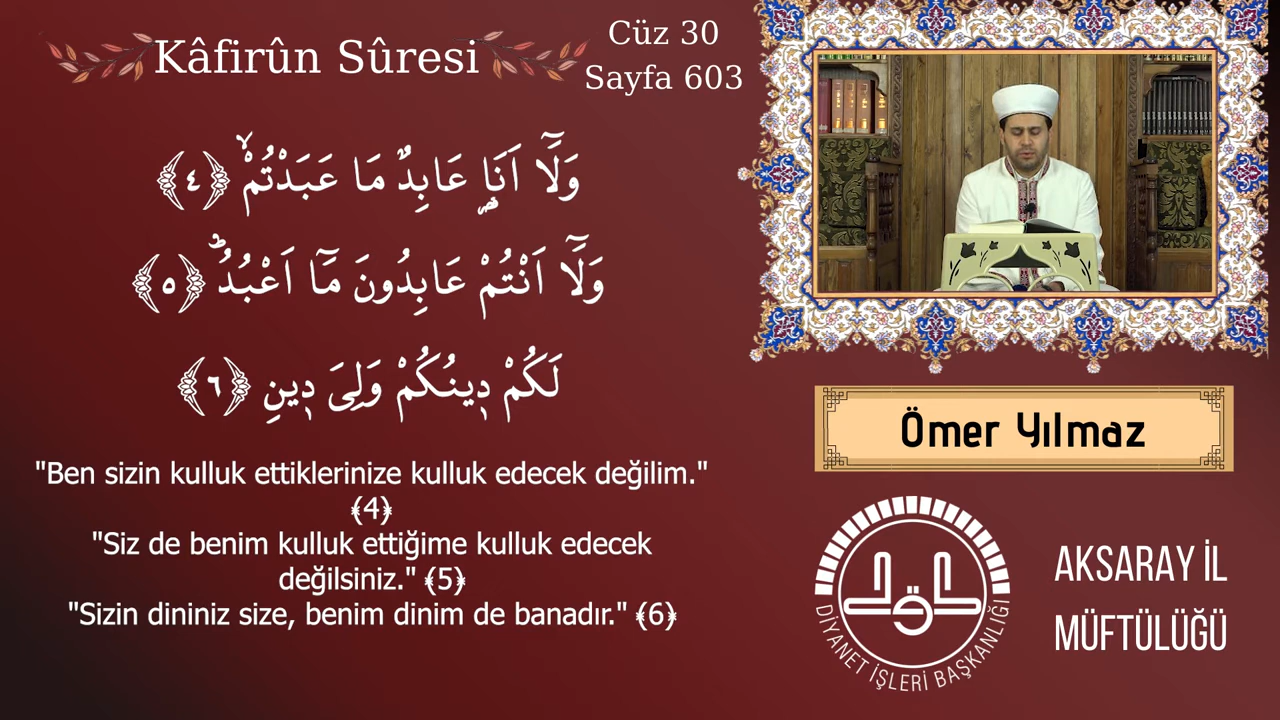 Kâfirûn Sûresi
Cüz 30
Sayfa 603
وَلَٓا اَنَا۬ عَابِدٌ مَا عَبَدْتُمْۙ ﴿٤﴾
وَلَٓا اَنْتُمْ عَابِدُونَ مَٓا اَعْبُدُۜ ﴿٥﴾
لَكُمْ د۪ينُكُمْ وَلِيَ د۪ينِ ﴿٦﴾
"Ben sizin kulluk ettiklerinize kulluk edecek değilim."
﴾4﴿
"Siz de benim kulluk ettiğime kulluk edecek
değilsiniz." ﴾5﴿
"Sizin dininiz size, benim dinim de banadır." ﴾6﴿
Ömer Yılmaz
DİYANET İŞLERİ BAŞKANLIĞI
AKSARAY İL
MÜFTÜLÜĞÜ